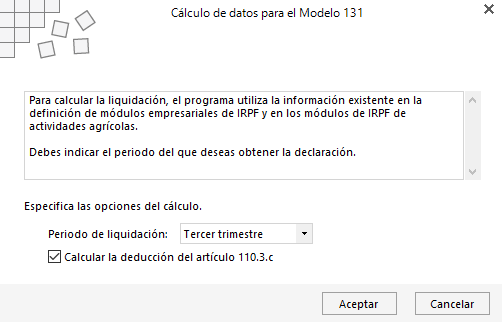 Cálculo de datos para el Modelo 131
Para calcular la liquidación, el programa utiliza la información existente en la
definición de módulos empresariales de IRPF y en los módulos de IRPF de
actividades agrícolas.
Debes indicar el periodo del que deseas obtener la declaración.
Especifica las opciones del cálculo.
Periodo de liquidación: Tercer trimestre
Calcular la deducción del artículo 110.3.c
Aceptar Cancelar